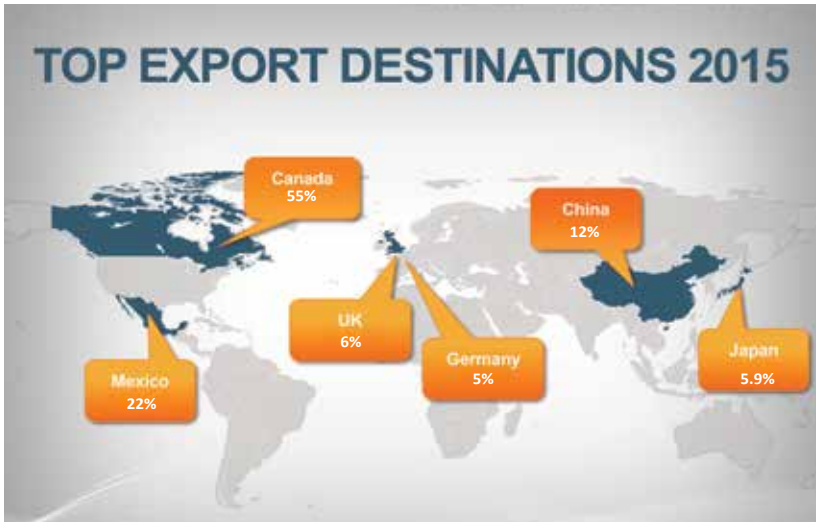 TOP EXPORT DESTINATIONS 2015
Canada
55%
China
12%
UK
6%
Germany
5%
Japan
5.9%
Mexico
22%